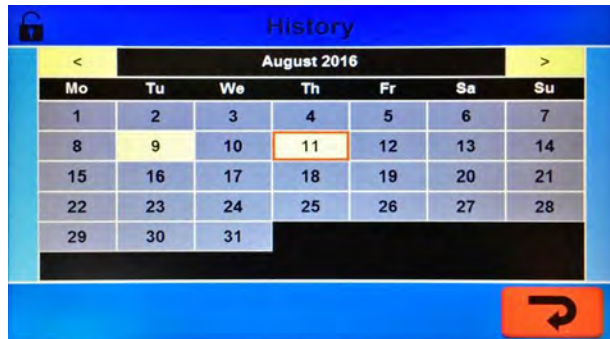 History
< August 2016 >
Mo Tu We Th Fr Sa Su
1 2 3 4 5 6 7
8 9 10 11 12 13 14
15 16 17 18 19 20 21
22 23 24 25 26 27 28
29 30 31